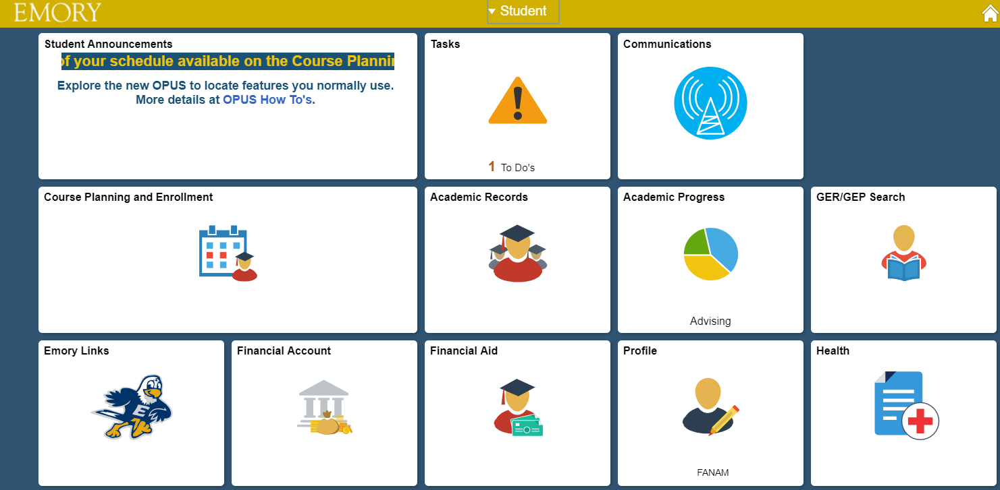 EMORY
Student
Student Announcements
of your schedule available on the Course
Explore the new OPUS to locate features you normally use.
More details at OPUS How To's.
Tasks
1 To Do's
Communications
Course Planning and Enrollment
Academic Records
Academic Progress
Advising
GER/GEP Search
Emory Links
E
Financial Account
Financial Aid
Profile
FANAM
Health